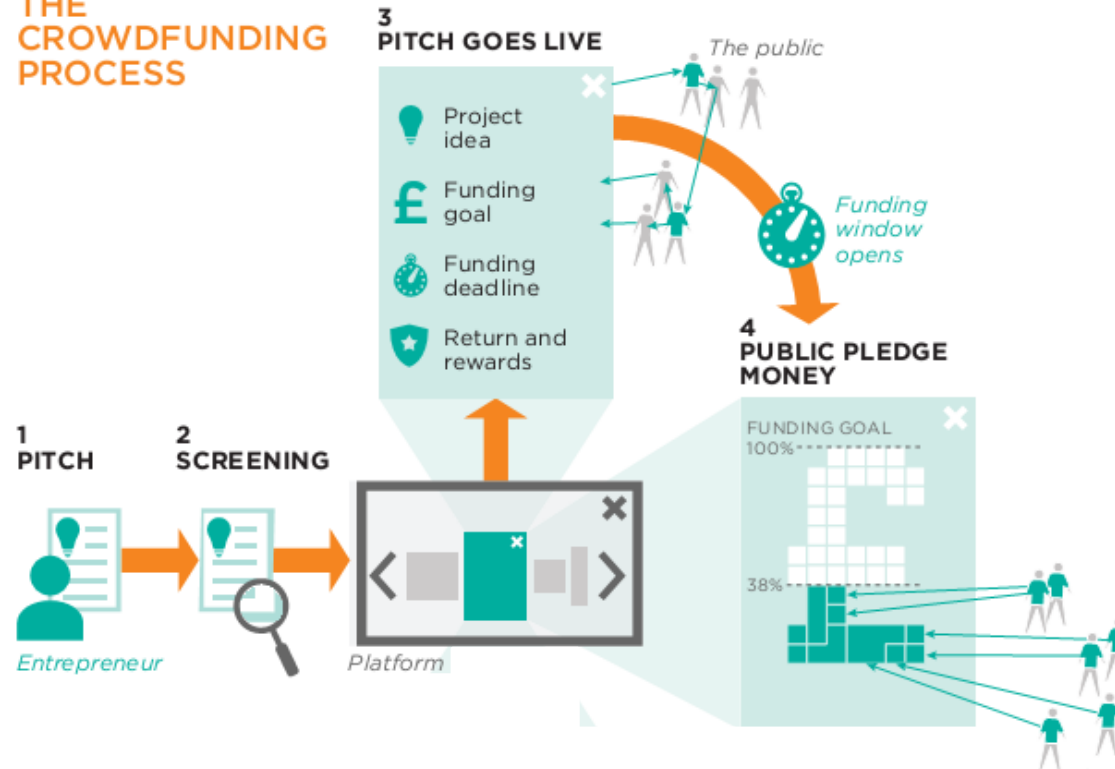 THE
CROWDFUNDING
PROCESS
3
PITCH GOES LIVE
The public
Project
idea
£
Funding
goal
Funding
deadline
Return and
rewards
Funding
window
opens
4
PUBLIC PLEDGE
MONEY
FUNDING GOAL
100%
38%
1
PITCH
2
SCREENING
Entrepreneur
Platform